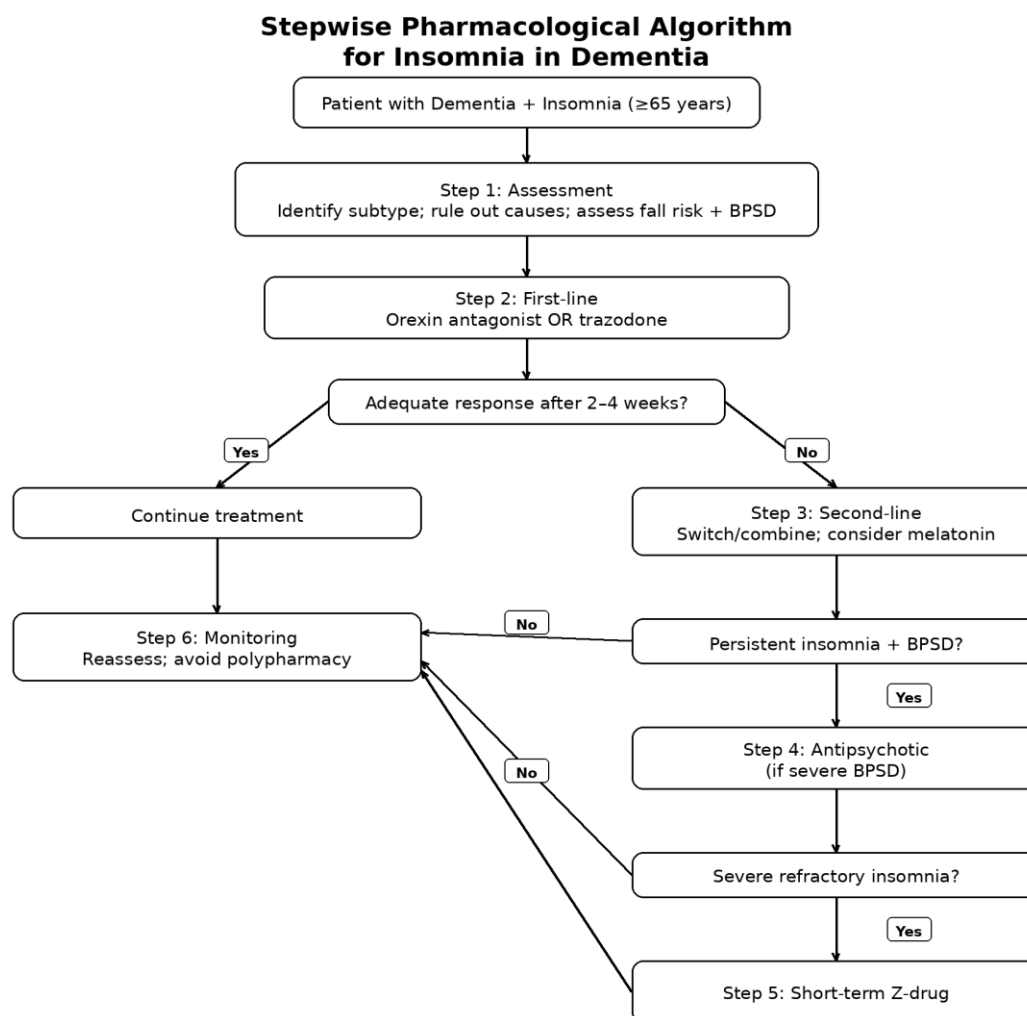 Stepwise Pharmacological Algorithm
for Insomnia in Dementia
Patient with Dementia + Insomnia (≥65 years)
Step 1: Assessment
Identify subtype; rule out causes; assess fall risk + BPSD
Step 2: First-line
Orexin antagonist OR trazodone
Adequate response after 2–4 weeks?
Yes
No
Continue treatment
Step 3: Second-line
Switch/combine; consider melatonin
No
Step 6: Monitoring
Reassess; avoid polypharmacy
Persistent insomnia + BPSD?
Yes
Step 4: Antipsychotic
(if severe BPSD)
No
Severe refractory insomnia?
Yes
Step 5: Short-term Z-drug